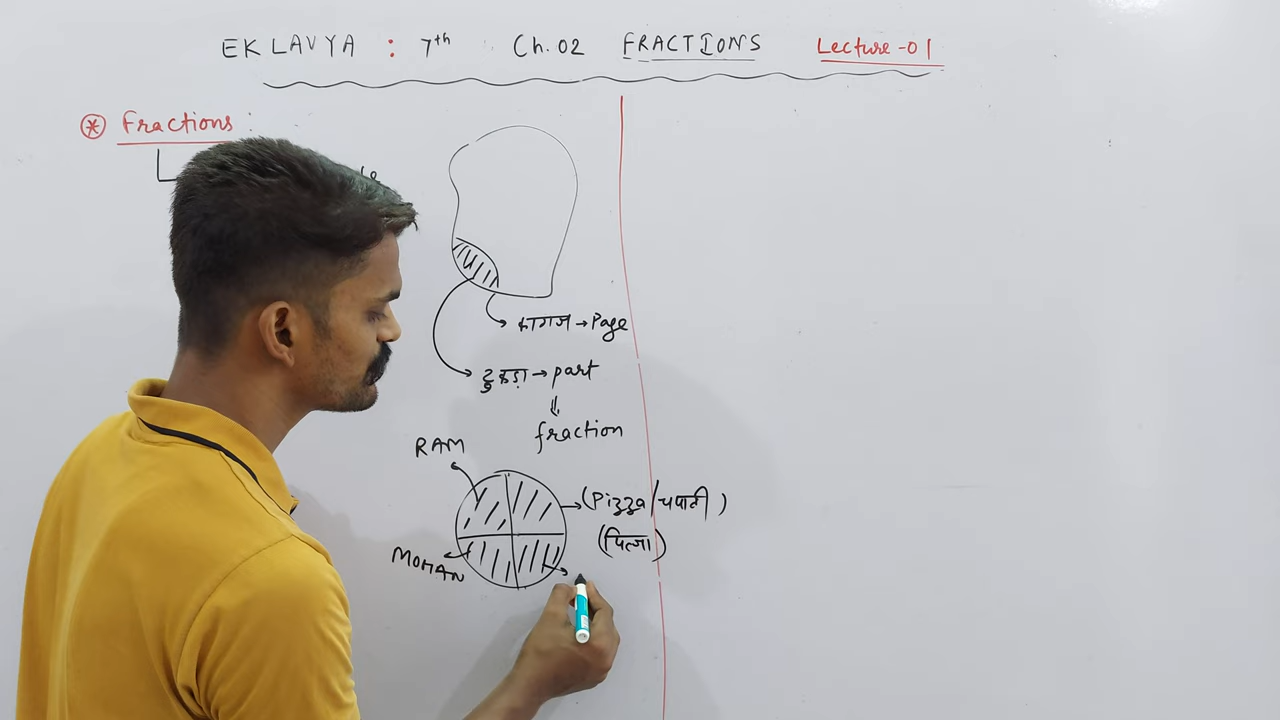 EKLAVYA : 7th Ch. 02 FRACTIONS Lecture-01
* Fractions :
कागज → Page
टुकड़ा → part
fraction
RAM
(Pizza/चपाती)
(पित्जा)
MOHAN